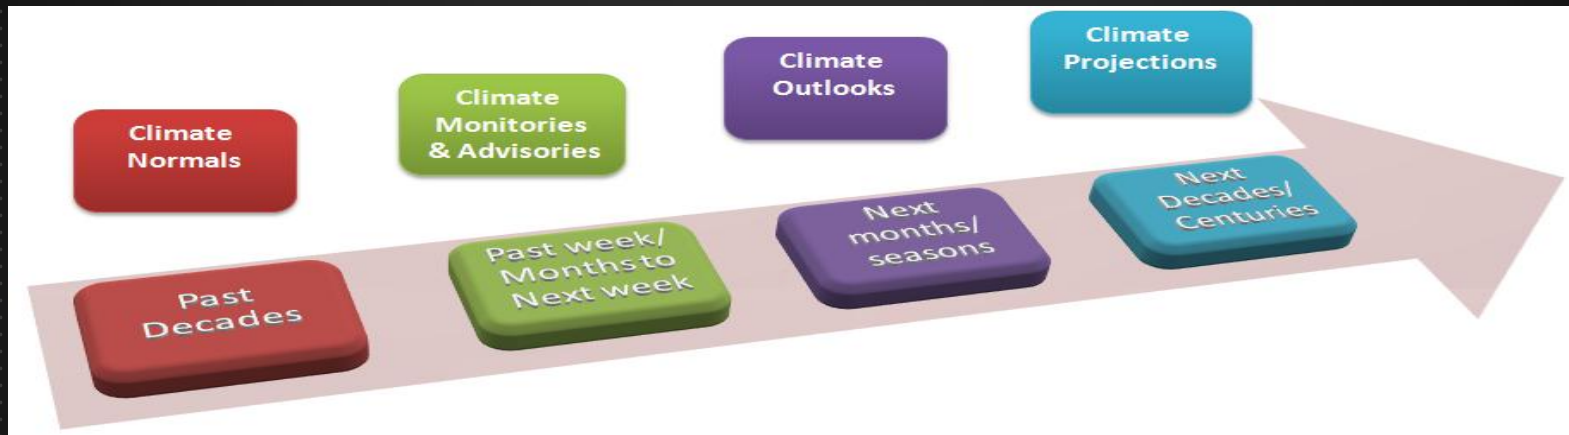 Climate
Normals
Climate
Monitories
& Advisories
Climate
Outlooks
Climate
Projections
Past
Decades
Past week/
Months to
Next week
Next
months/
seasons
Next
Decades/
Centuries